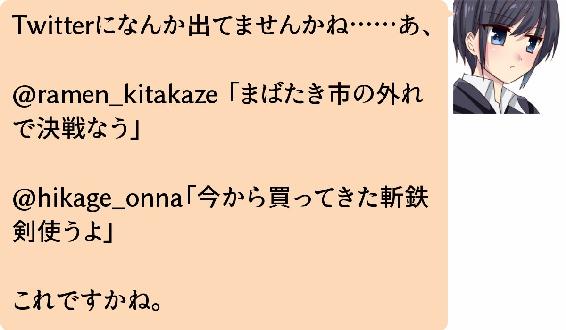 Twitterになんか出てませんかね……あ、
@ramen_kitakaze「まばたき市の外れ
で決戦なう」
@hikage_onna「今から買ってきた斬鉄
剣使うよ」
これですかね。